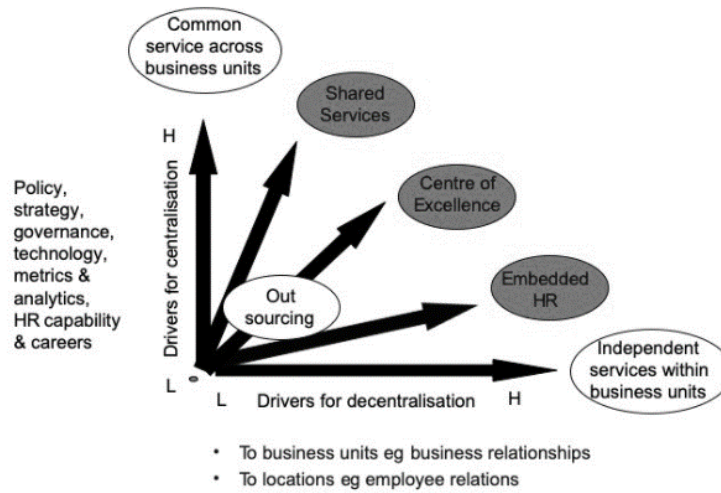 Common
service across
business units
Shared
Services
H
Policy,
strategy,
governance,
technology,
metrics &
analytics,
HR capability
& careers
Drivers for centralisation
Centre of
Excellence
Out
sourcing
Embedded
HR
Independent
services within
business units
L
L
Drivers for decentralisation
H
• To business units eg business relationships
• To locations eg employee relations